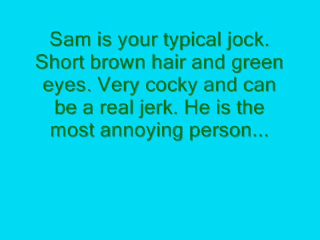 Sam is your typical jock.
Short brown hair and green
eyes. Very cocky and can
be a real jerk. He is the
most annoying person...